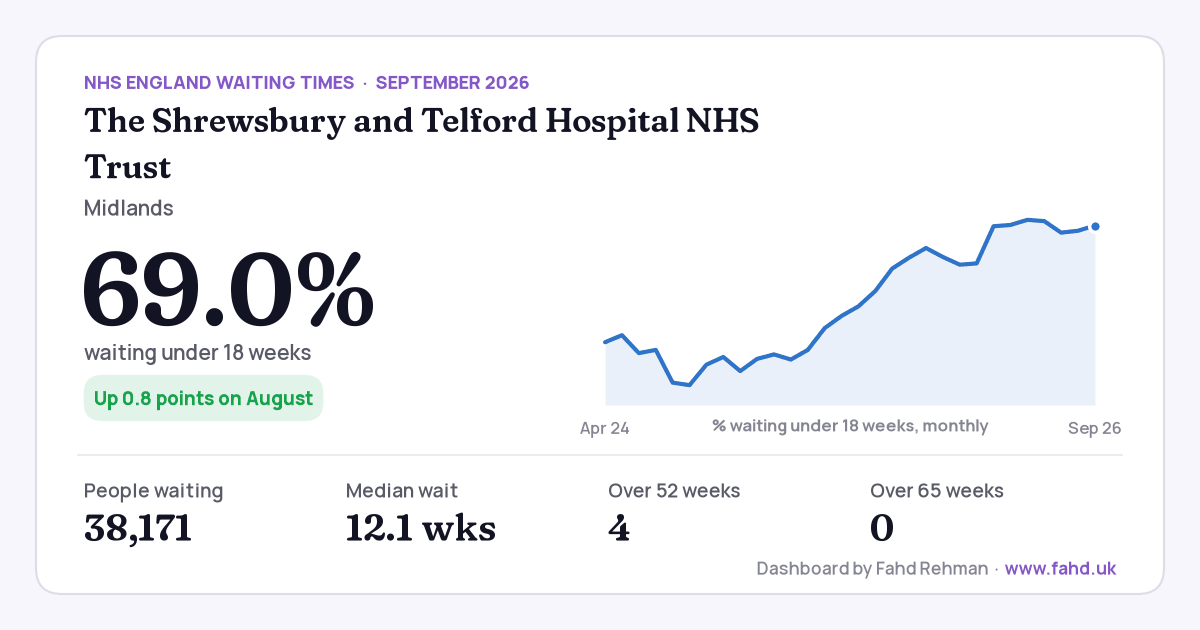 NHS ENGLAND WAITING TIMES · SEPTEMBER 2026
The Shrewsbury and Telford Hospital NHS
Trust
Midlands
69.0%
waiting under 18 weeks
Up 0.8 points on August
Apr 24
% waiting under 18 weeks, monthly
Sep 26
People waiting
38,171
Median wait
12.1 wks
Over 52 weeks
4
Over 65 weeks
0
Dashboard by Fahd Rehman · www.fahd.uk